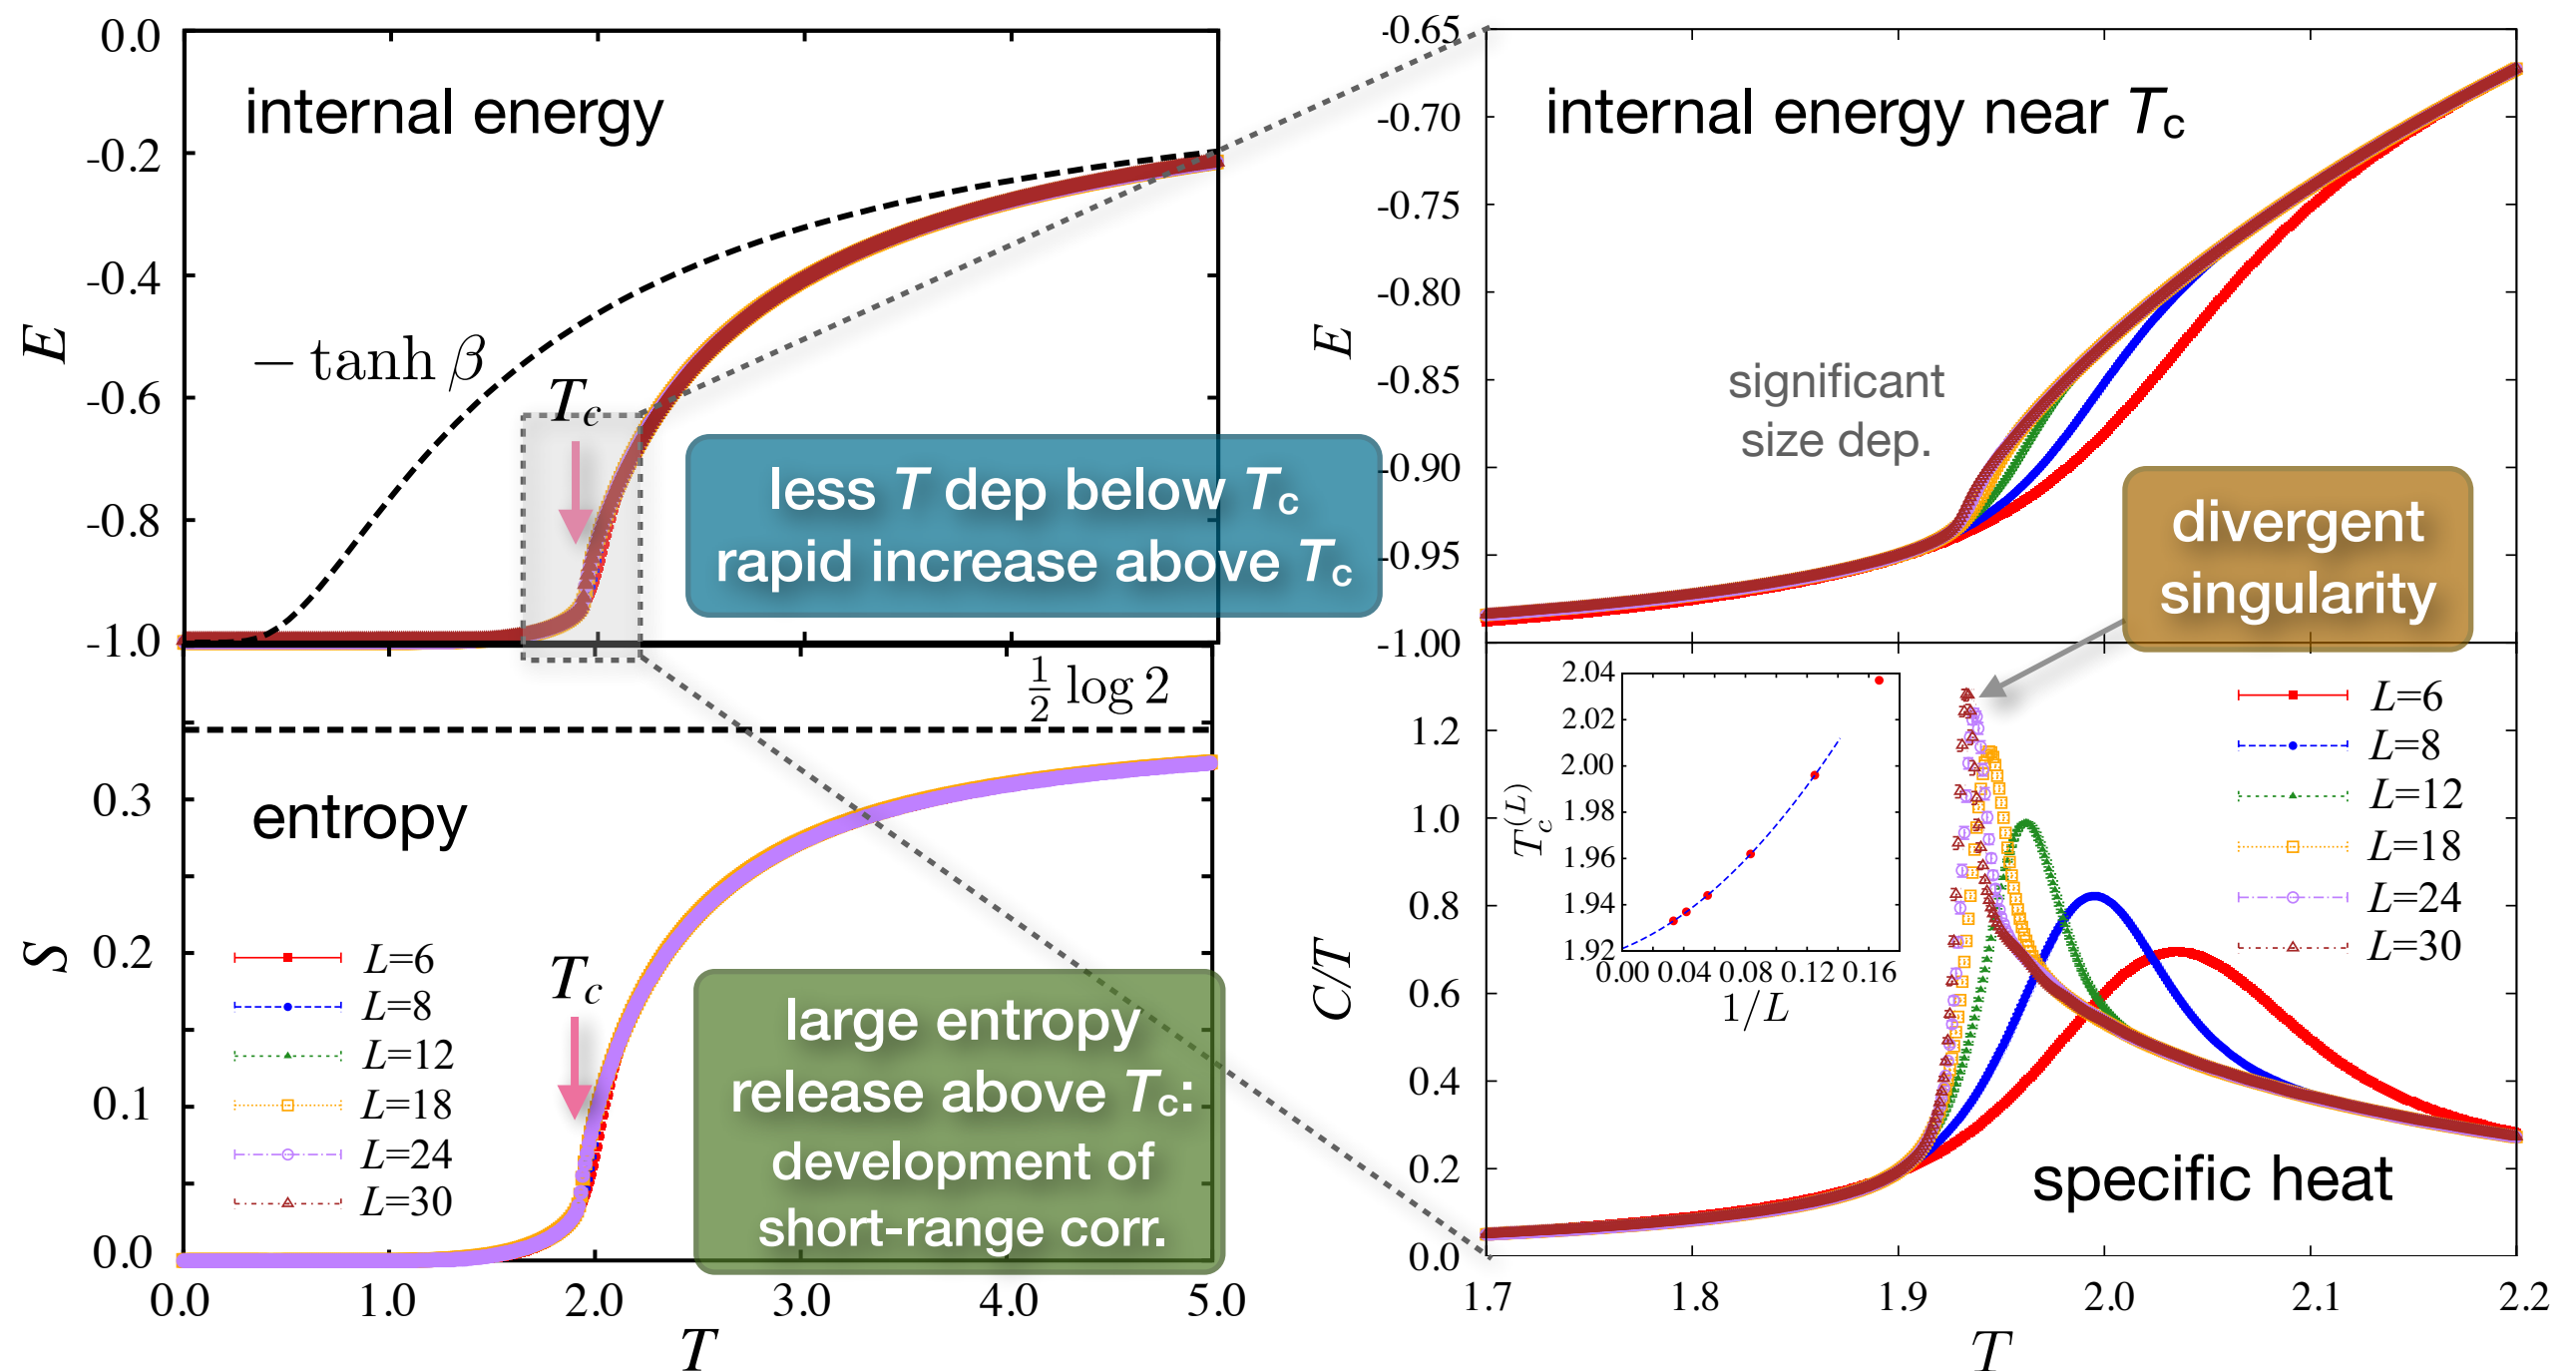 internal energy
0.0
-0.2
-0.4
-0.6
-0.8
-1.0
E
− tanh β
T_c
less T dep below T_c
rapid increase above T_c
1/2 log 2
entropy
0.3
0.2
0.1
0.0
S
T_c
L=6
L=8
L=12
L=18
L=24
L=30
large entropy
release above T_c:
development of
short-range corr.
0.0 1.0 2.0 3.0 4.0 5.0
T
internal energy near T_c
-0.65
-0.70
-0.75
-0.80
-0.85
-0.90
-0.95
-1.00
E
significant
size dep.
divergent
singularity
2.04
2.02
2.00
1.98
1.96
1.94
1.92
T_c^(L)
0.00 0.04 0.08 0.12 0.16
1/L
L=6
L=8
L=12
L=18
L=24
L=30
1.2
1.0
0.8
0.6
0.4
0.2
0.0
C/T
specific heat
1.7 1.8 1.9 2.0 2.1 2.2
T